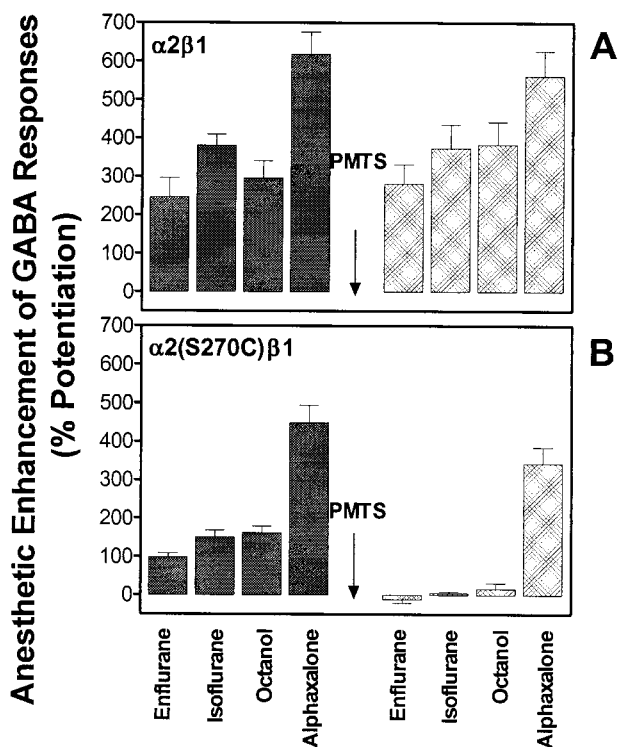 Anesthetic Enhancement of GABA Responses
(% Potentiation)
700
600
500
400
300
200
100
0
α2β1
PMTS
A
700
600
500
400
300
200
100
0
α2(S270C)β1
PMTS
B
Enflurane
Isoflurane
Octanol
Alphaxalone
Enflurane
Isoflurane
Octanol
Alphaxalone